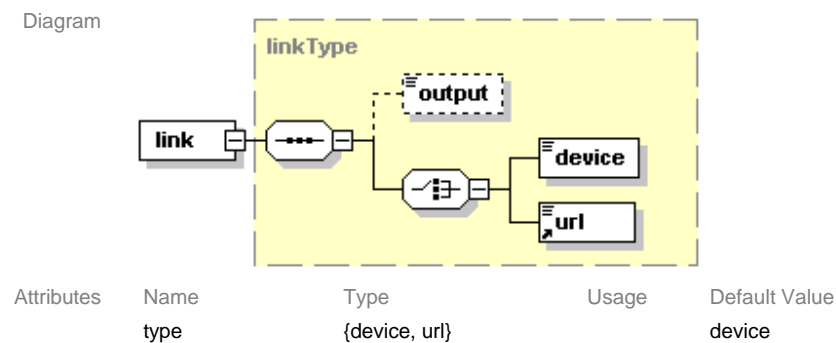 Diagram
linkType
output
link
device
url
Attributes Name Type Usage Default Value
type {device, url} device